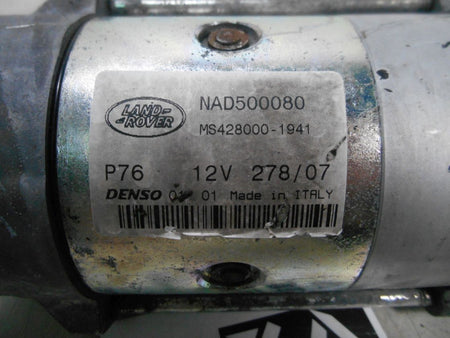 LAND-
ROVER
NAD500080
MS428000-1941
P76 12V 278/07
DENSO 01 01 Made in ITALY